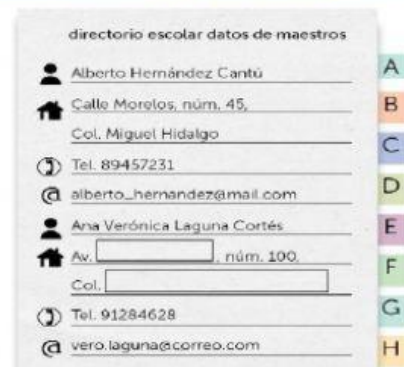 directorio escolar datos de maestros
Alberto Hernández Cantú
Calle Morelos, núm. 45,
Col. Miguel Hidalgo
Tel. 89457231
alberto_hernandez@mail.com
Ana Verónica Laguna Cortés
Av. , núm. 100,
Col.
Tel. 91284628
vero.laguna@correo.com
A
B
C
D
E
F
G
H